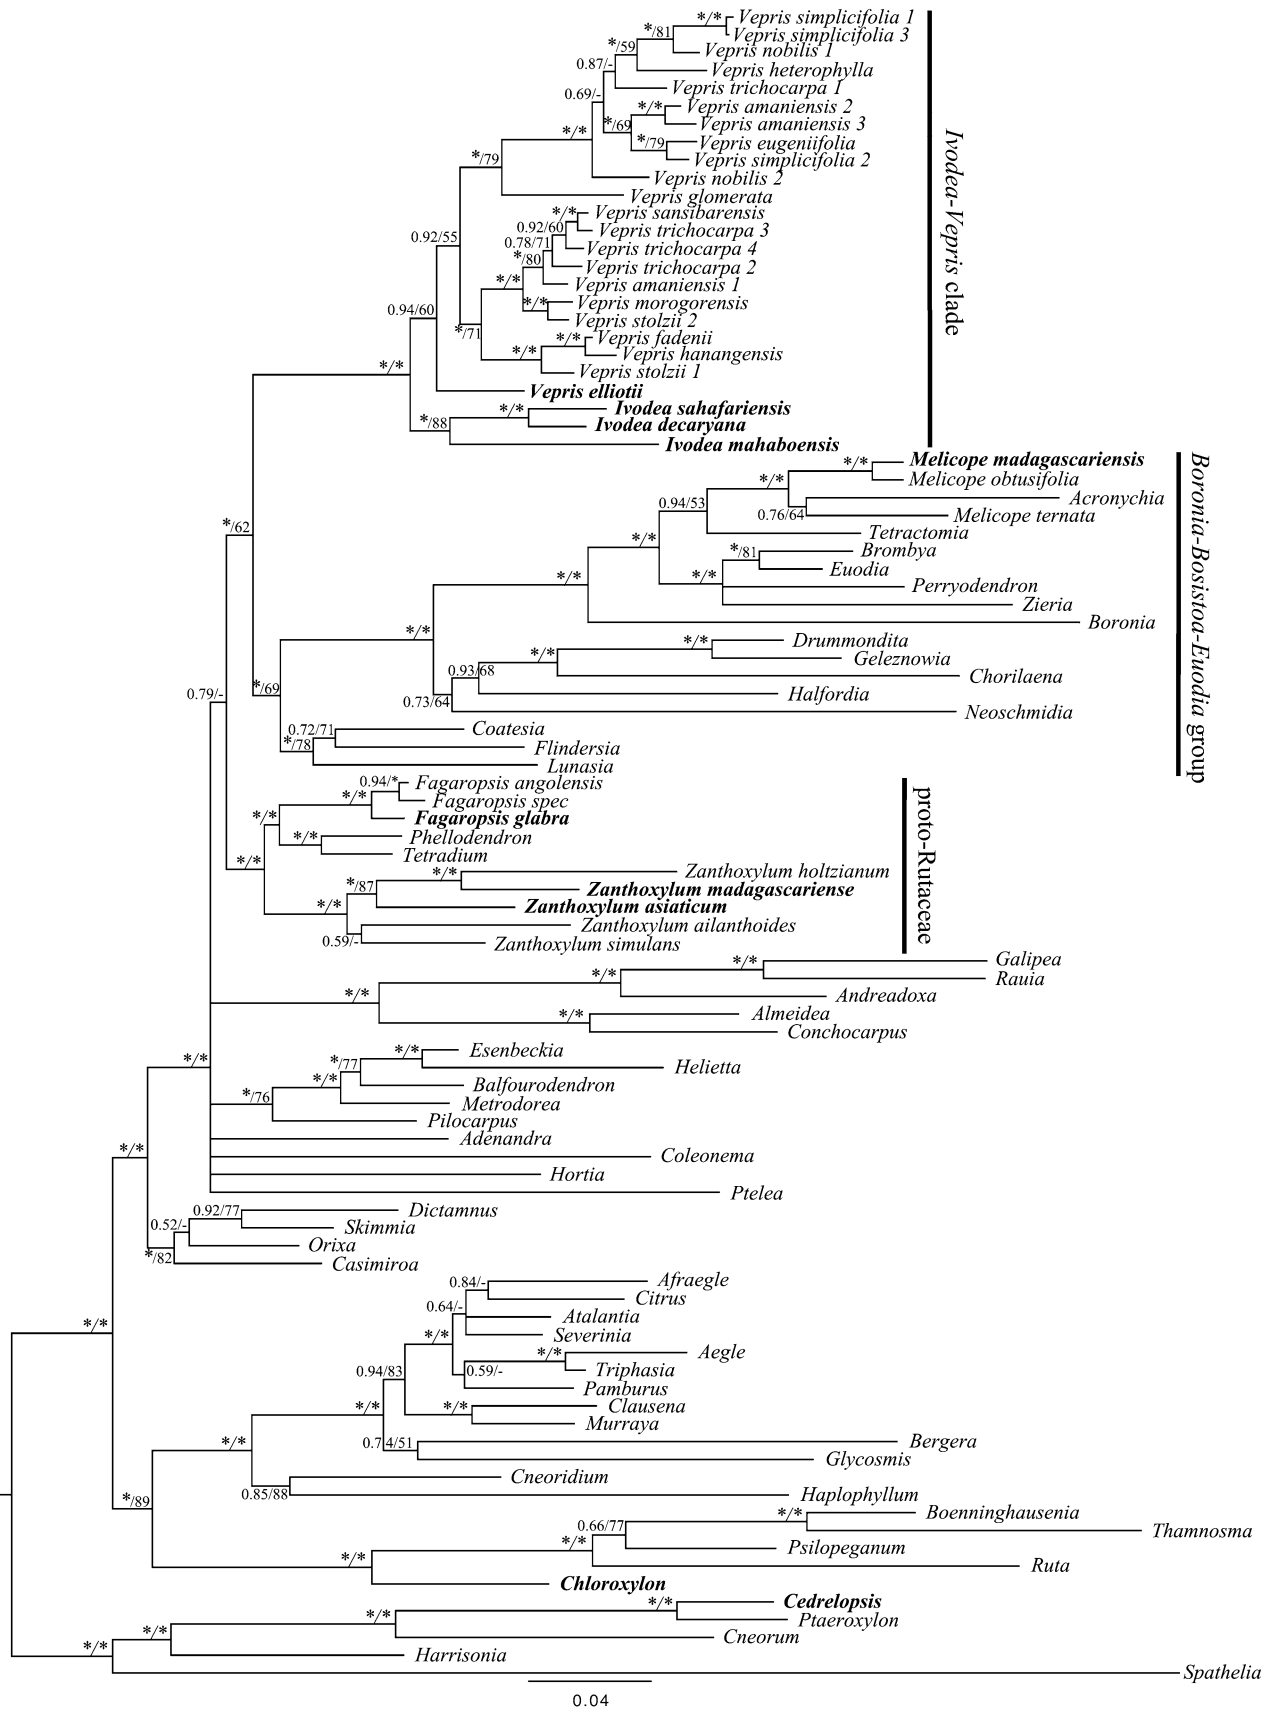 */* Vepris simplicifolia 1
*/81 Vepris simplicifolia 3
*/59 Vepris nobilis 1
0.87/- Vepris heterophylla
Vepris trichocarpa 1
0.69/- */* Vepris amaniensis 2
*/69 Vepris amaniensis 3
*/* */79 Vepris eugeniifolia
*/79 Vepris simplicifolia 2
Vepris nobilis 2
Vepris glomerata
*/* Vepris sansibarensis
0.92/60 Vepris trichocarpa 3
0.92/55 0.78/71 Vepris trichocarpa 4
*/80 Vepris trichocarpa 2
*/* Vepris amaniensis 1
*/* Vepris morogorensis
0.94/60 Vepris stolzii 2
*/71 */* Vepris fadenii
*/* Vepris hanangensis
*/* Vepris stolzii 1
Vepris elliotii
*/* Ivodea sahafariensis
*/88 Ivodea decaryana
Ivodea mahaboensis
Ivodea-Vepris clade
*/* Melicope madagascariensis
*/* Melicope obtusifolia
0.94/53 Acronychia
0.76/64 Melicope ternata
*/62 Tetractomia
*/* */81 Brombya
*/* */* Euodia
Perryodendron
Zieria
Boronia
*/* */* Drummondita
*/* Geleznowia
0.93/68 Chorilaena
0.79/- */69 Halfordia
0.73/64 Neoschmidia
0.72/71 Coatesia
*/78 Flindersia
Lunasia
Boronia-Bosistoa-Euodia group
0.94/* Fagaropsis angolensis
*/* Fagaropsis spec
*/* Fagaropsis glabra
*/* Phellodendron
*/* Tetradium
*/* Zanthoxylum holtzianum
*/87 Zanthoxylum madagascariense
*/* Zanthoxylum asiaticum
Zanthoxylum ailanthoides
0.59/- Zanthoxylum simulans
proto-Rutaceae
*/* Galipea
*/* Rauia
*/* Andreadoxa
*/* Almeidea
Conchocarpus
*/* */* Esenbeckia
*/77 Helietta
*/* Balfourodendron
*/76 Metrodorea
Pilocarpus
Adenandra
*/* Coleonema
Hortia
Ptelea
0.92/77 Dictamnus
0.52/- Skimmia
Orixa
*/82 Casimiroa
0.84/- Afraegle
0.64/- Citrus
Atalantia
*/* */* Severinia
*/* Aegle
0.59/- Triphasia
0.94/83 Pamburus
*/* */* Clausena
Murraya
*/* 0.74/51 Bergera
Glycosmis
Cneoridium
*/89 0.85/88 Haplophyllum
*/* Boenninghausenia
0.66/77 Thamnosma
*/* Psilopeganum
*/* Ruta
Chloroxylon
*/* Cedrelopsis
*/* Ptaeroxylon
*/* Cneorum
*/* Harrisonia
Spathelia
0.04